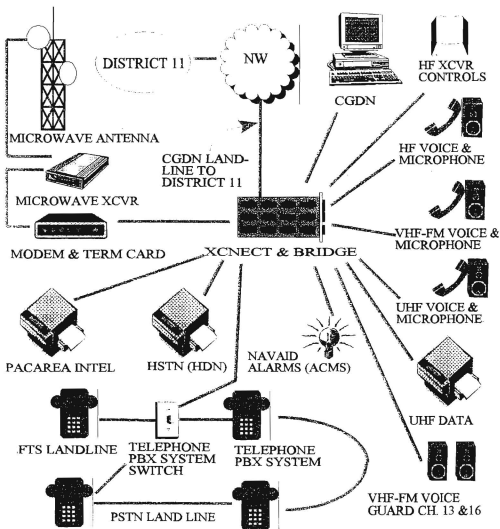 DISTRICT 11
NW
CGDN
HF XCVR
CONTROLS
MICROWAVE ANTENNA
CGDN LAND-
LINE TO
DISTRICT 11
HF VOICE &
MICROPHONE
MICROWAVE XCVR
VHF-FM VOICE &
MICROPHONE
MODEM & TERM CARD
XCNECT & BRIDGE
UHF VOICE &
MICROPHONE
PACAREA INTEL
HSTN (HDN)
NAVAID
ALARMS (ACMS)
UHF DATA
FTS LANDLINE
TELEPHONE
PBX SYSTEM
SWITCH
TELEPHONE
PBX SYSTEM
PSTN LAND LINE
VHF-FM VOICE
GUARD CH. 13 &16